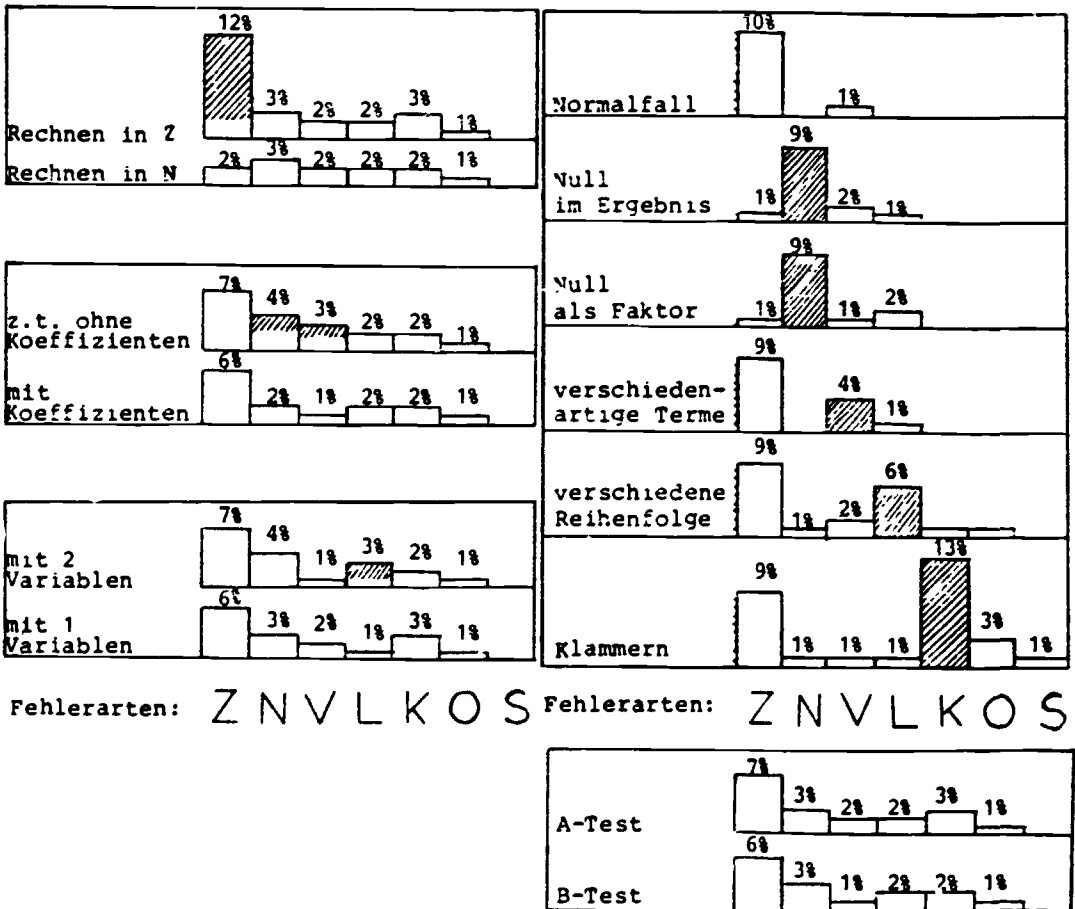 12%
3% 2% 2% 3% 1%
Rechnen in Z
2% 3% 2% 2% 2% 1%
Rechnen in N
7% 4% 3% 2% 2% 1%
z.t. ohne
Koeffizienten
6% 2% 1% 2% 2% 1%
mit
Koeffizienten
7% 4% 1% 3% 2% 1%
mit 2
Variablen
6% 3% 2% 1% 3% 1%
mit 1
Variablen
Fehlerarten: Z N V L K O S
10% 1%
Normalfall
1% 9% 2% 1%
Null
im Ergebnis
1% 9% 1% 2%
Null
als Faktor
9% 4% 1%
verschieden-
artige Terme
9% 1% 2% 6%
verschiedene
Reihenfolge
9% 1% 1% 1% 13% 3% 1%
Klammern
Fehlerarten: Z N V L K O S
7% 3% 2% 2% 3% 1%
A-Test
6% 3% 1% 2% 2% 1%
B-Test